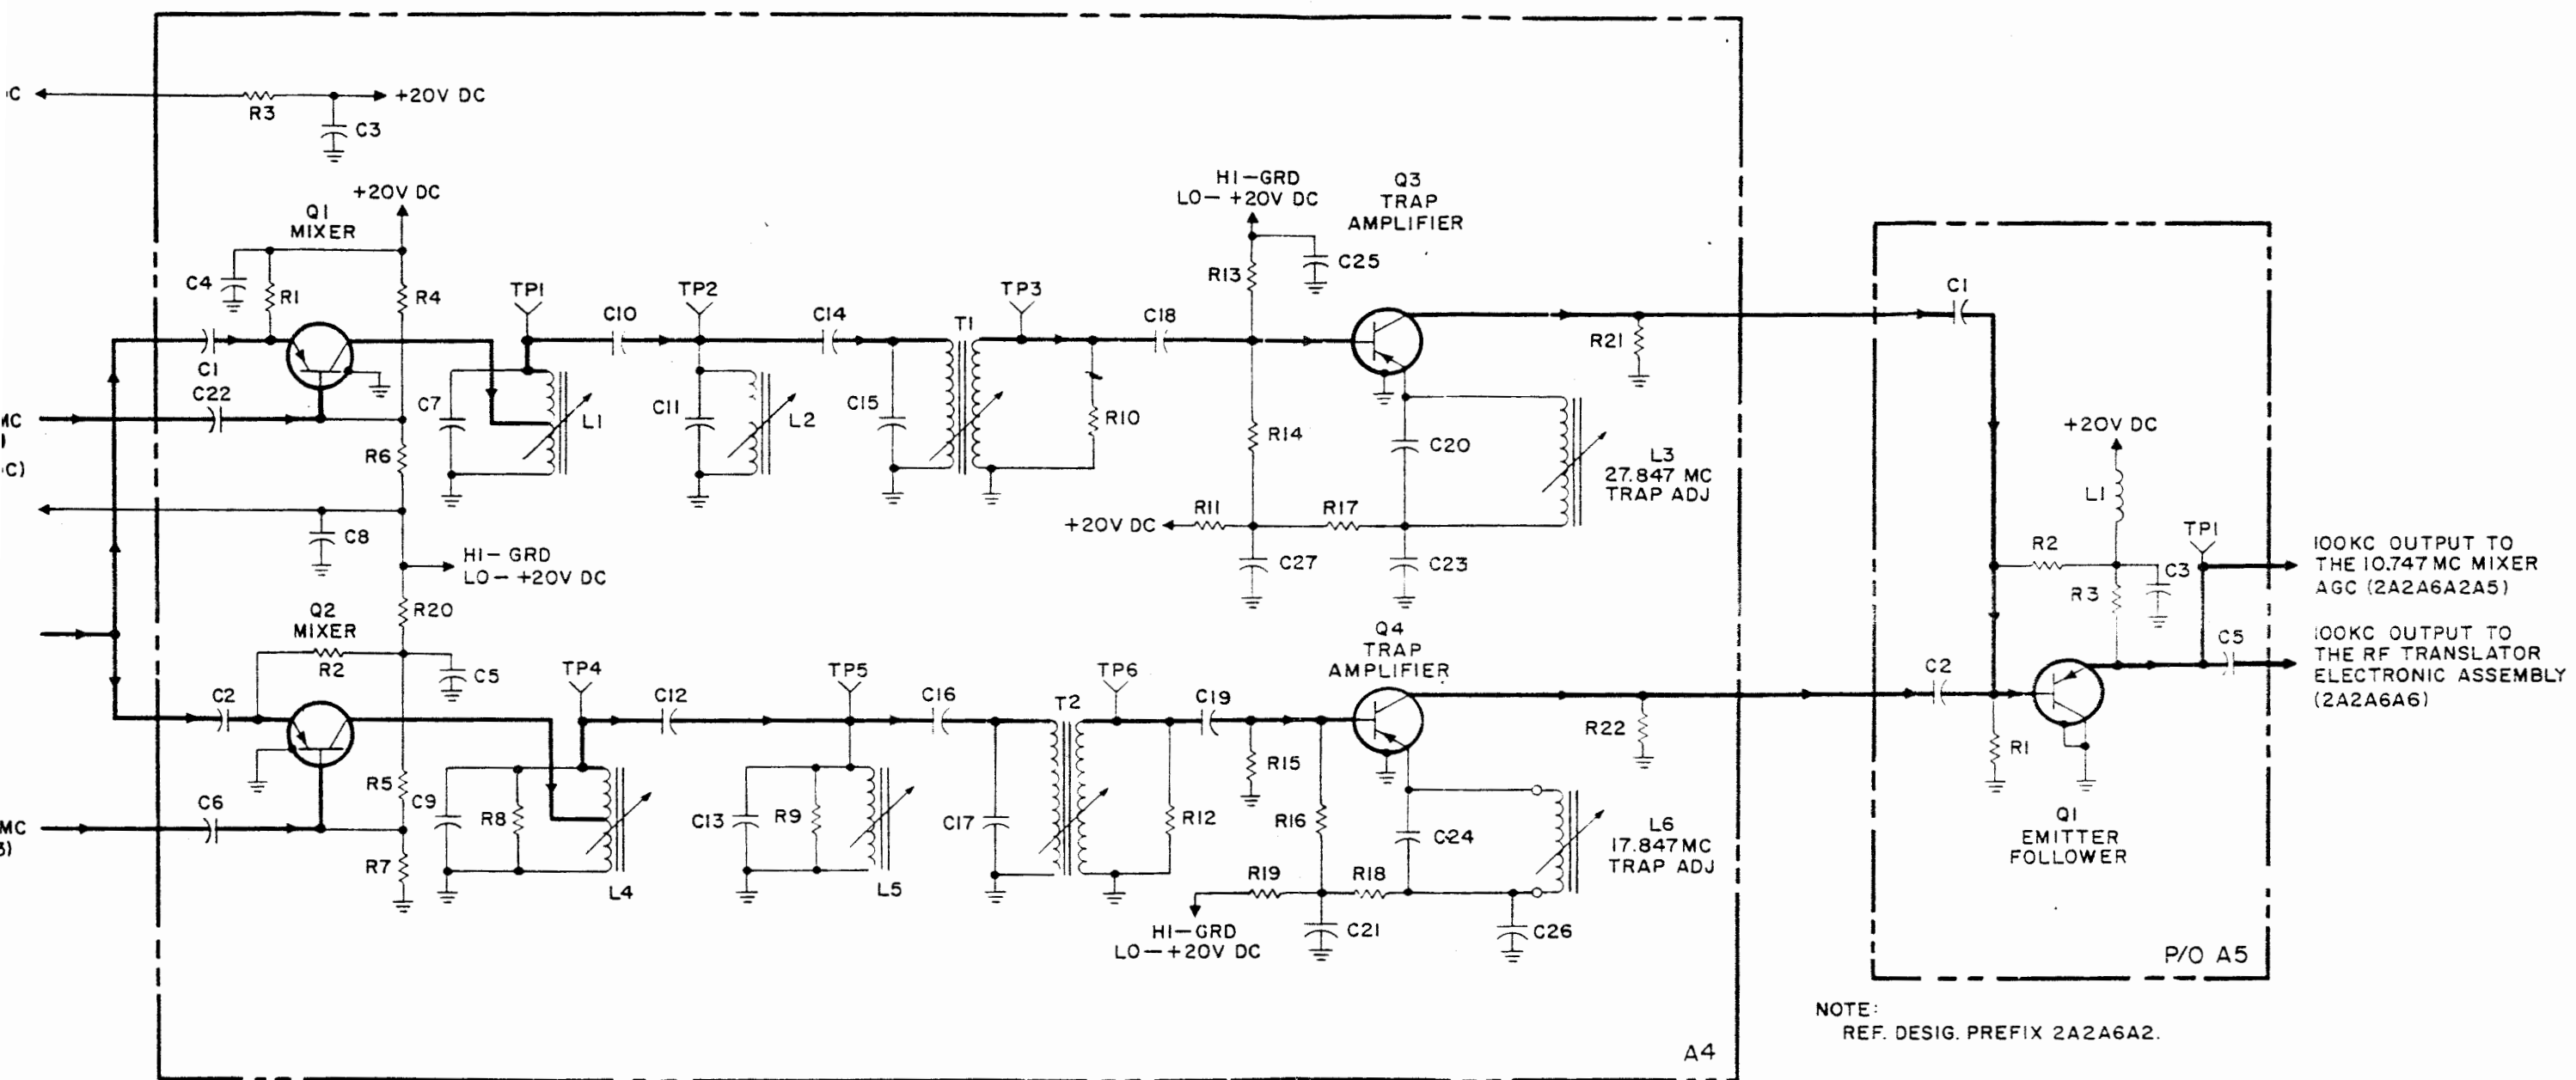 C
R3
+20V DC
C3
+20V DC
Q1
MIXER
C4
R1
R4
C1
C22
MC
C)
R6
C7
TP1
L1
C10
TP2
C11
L2
C14
C15
T1
TP3
R10
C18
HI-GRD
LO- +20V DC
R13
C25
Q3
TRAP
AMPLIFIER
R14
C20
L3
27.847 MC
TRAP ADJ
+20V DC
R11
R17
C27
C23
R21
C8
HI- GRD
LO- +20V DC
R20
Q2
MIXER
R2
C5
C2
C6
MC
R5
R7
C9
R8
TP4
L4
C12
TP5
C13
R9
L5
C16
C17
T2
TP6
R12
C19
R15
R16
Q4
TRAP
AMPLIFIER
C24
L6
17.847MC
TRAP ADJ
R19
R18
HI-GRD
LO-+20V DC
C21
C26
R22
A4
C1
C2
+20V DC
L1
R2
R3
C3
TP1
C5
R1
Q1
EMITTER
FOLLOWER
P/O A5
100KC OUTPUT TO
THE 10.747 MC MIXER
AGC (2A2A6A2A5)
100KC OUTPUT TO
THE RF TRANSLATOR
ELECTRONIC ASSEMBLY
(2A2A6A6)
NOTE:
REF. DESIG. PREFIX 2A2A6A2.